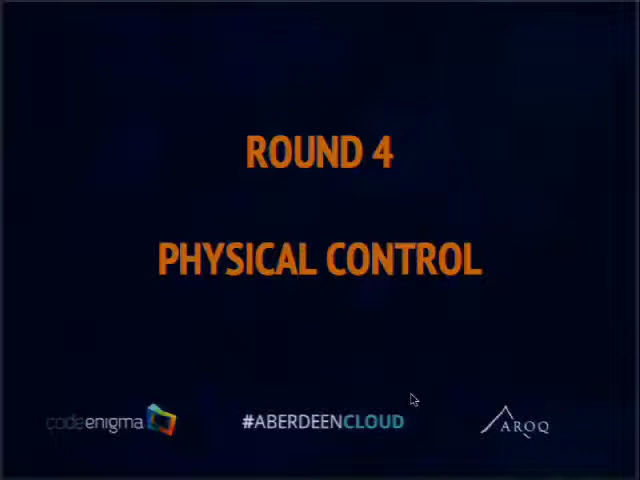 ROUND 4
PHYSICAL CONTROL
codeenigma
#ABERDEENCLOUD
AROQ